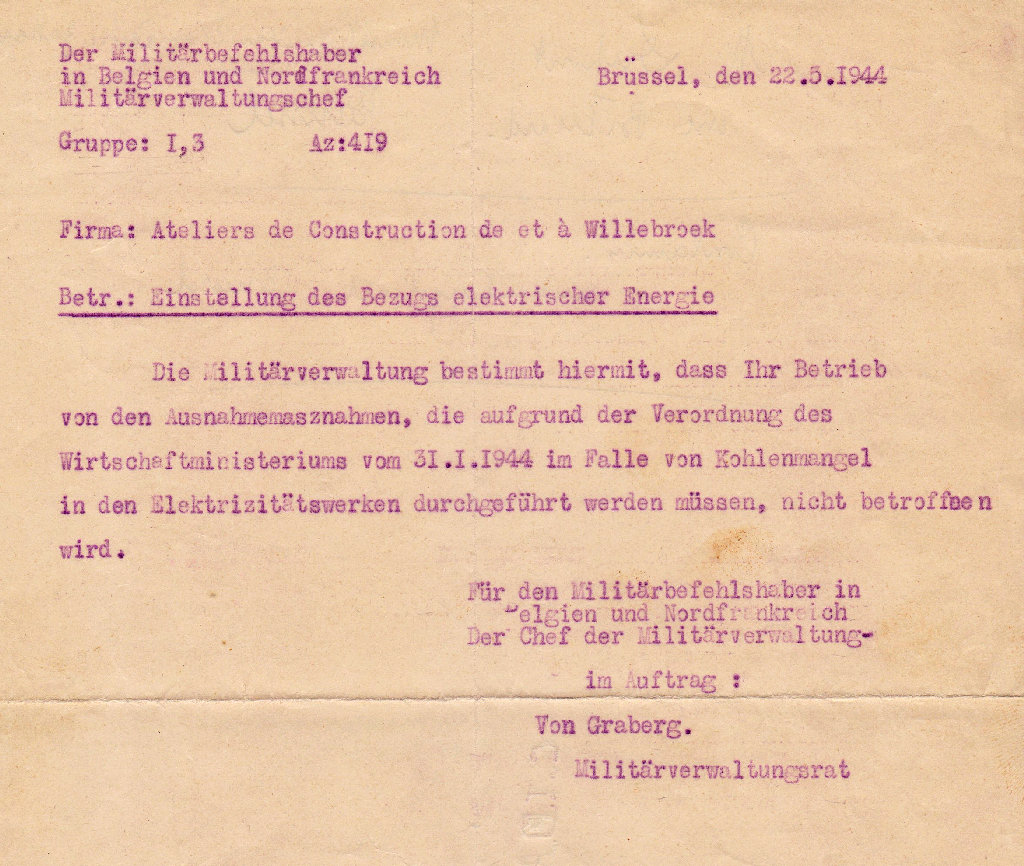 Der Militärbefehlshaber
in Belgien und Nordfrankreich
Brüssel, den 22.5.1944
Militärverwaltungschef
Gruppe: I,3 Az:4I9
Firma: Ateliers de Construction de et à Willebroek
Betr.: Einstellung des Bezugs elektrischer Energie
Die Militärverwaltung bestimmt hiermit, dass Ihr Betrieb
von den Ausnahmemasznahmen, die aufgrund der Verordnung des
Wirtschaftministeriums vom 3I.I.I944 im Falle von Kohlenmangel
in den Elektrizitätswerken durchgeführt werden müssen, nicht betroffen
wird.
Für den Militärbefehlshaber in
Belgien und Nordfrankreich
Der Chef der Militärverwaltung-
im Auftrag :
Von Graberg.
Militärverwaltungsrat